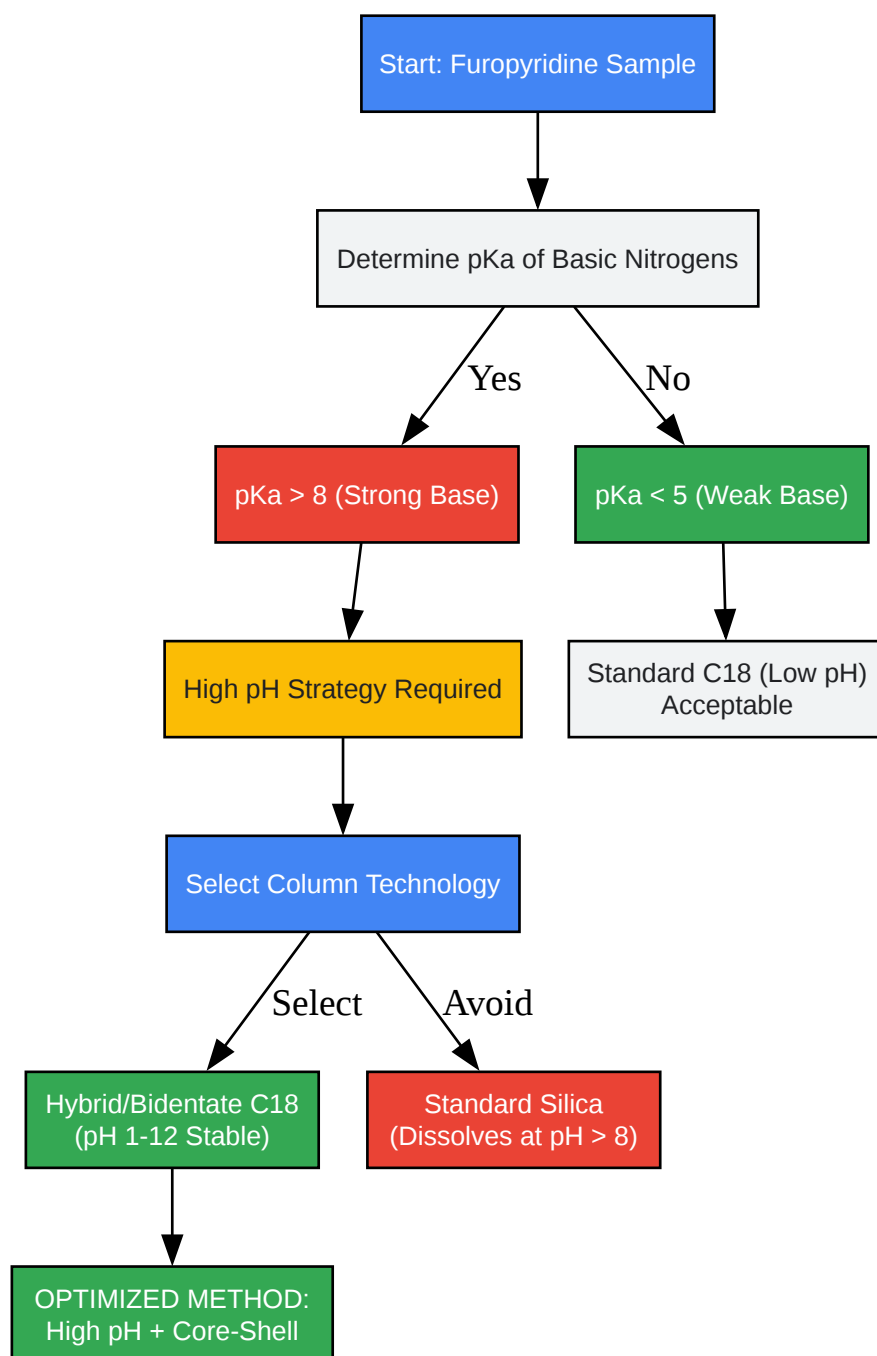 Start: Furopyridine Sample
Determine pKa of Basic Nitrogens
Yes
No
pKa > 8 (Strong Base)
pKa < 5 (Weak Base)
High pH Strategy Required
Standard C18 (Low pH)
Acceptable
Select Column Technology
Select
Avoid
Hybrid/Bidentate C18
(pH 1-12 Stable)
Standard Silica
(Dissolves at pH > 8)
OPTIMIZED METHOD:
High pH + Core-Shell